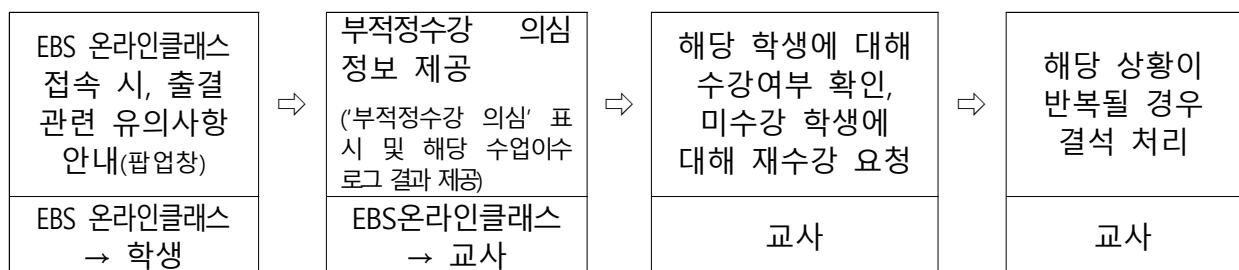 EBS 온라인클래스
접속 시, 출결
관련 유의사항
안내(팝업창)
EBS 온라인클래스
→ 학생
⇨
부적정수강 의심
정보 제공
('부적정수강 의심' 표
시 및 해당 수업이수
로그 결과 제공)
EBS온라인클래스
→ 교사
⇨
해당 학생에 대해
수강여부 확인,
미수강 학생에
대해 재수강 요청
교사
⇨
해당 상황이
반복될 경우
결석 처리
교사